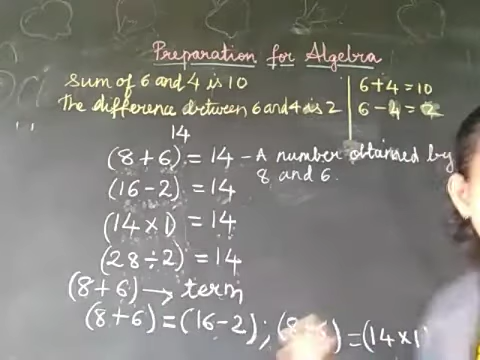 Preparation for Algebra
Sum of 6 and 4 is 10
6+4=10
The difference between 6 and 4 is 2
6-4=2
14
(8+6)=14-A number obtained by
8 and 6.
(16-2)=14
(14×1)=14
(28÷2)=14
(8+6)→term
(8+6)=(16-2); (8+6)=(14×1